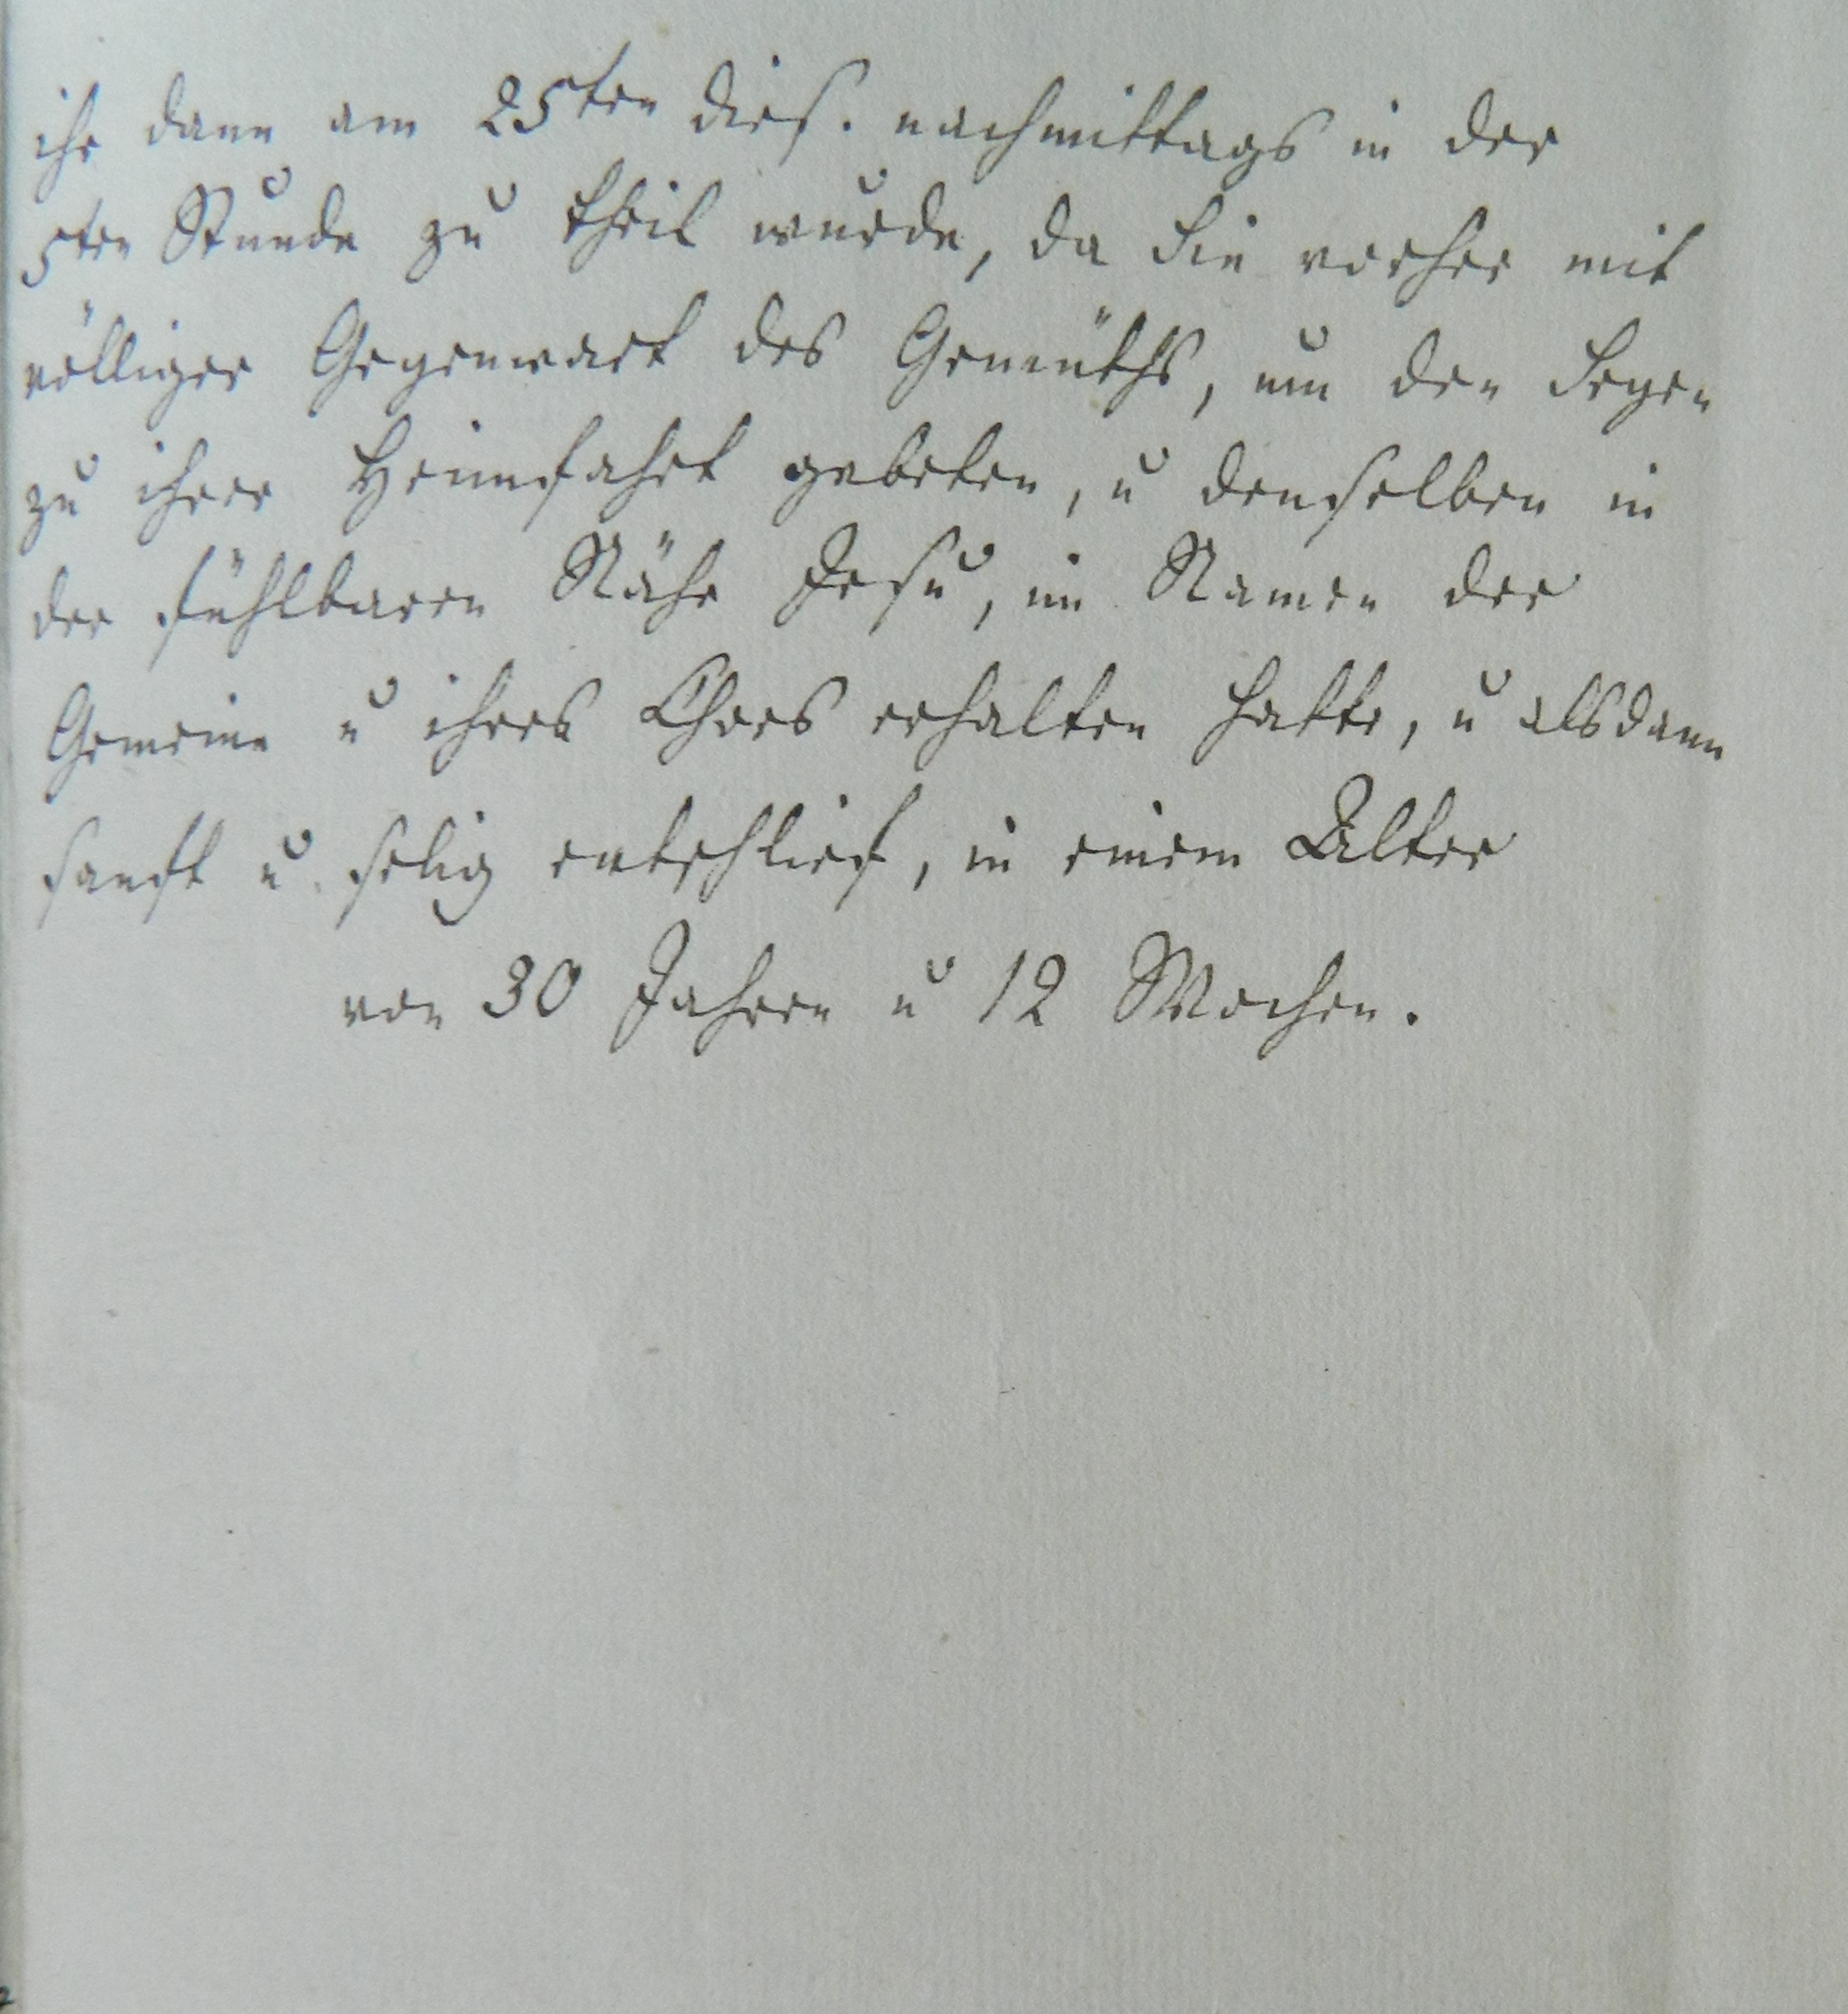 ihr dann am 25ten dies. nachmittags in der
5ten Stunde zu theil wurde, da sie vorher mit
völliger Gegenwart des Gemüths, um den Segen
zu ihrer Heimfahrt gebeten, u denselben in
der fühlbaren Nähe Jesu, im Namen der
Gemeine u ihres Chors erhalten hatte, u alsdann
sanft u. selig entschlief, in einem Alter
von 30 Jahren u 12 Wochen.